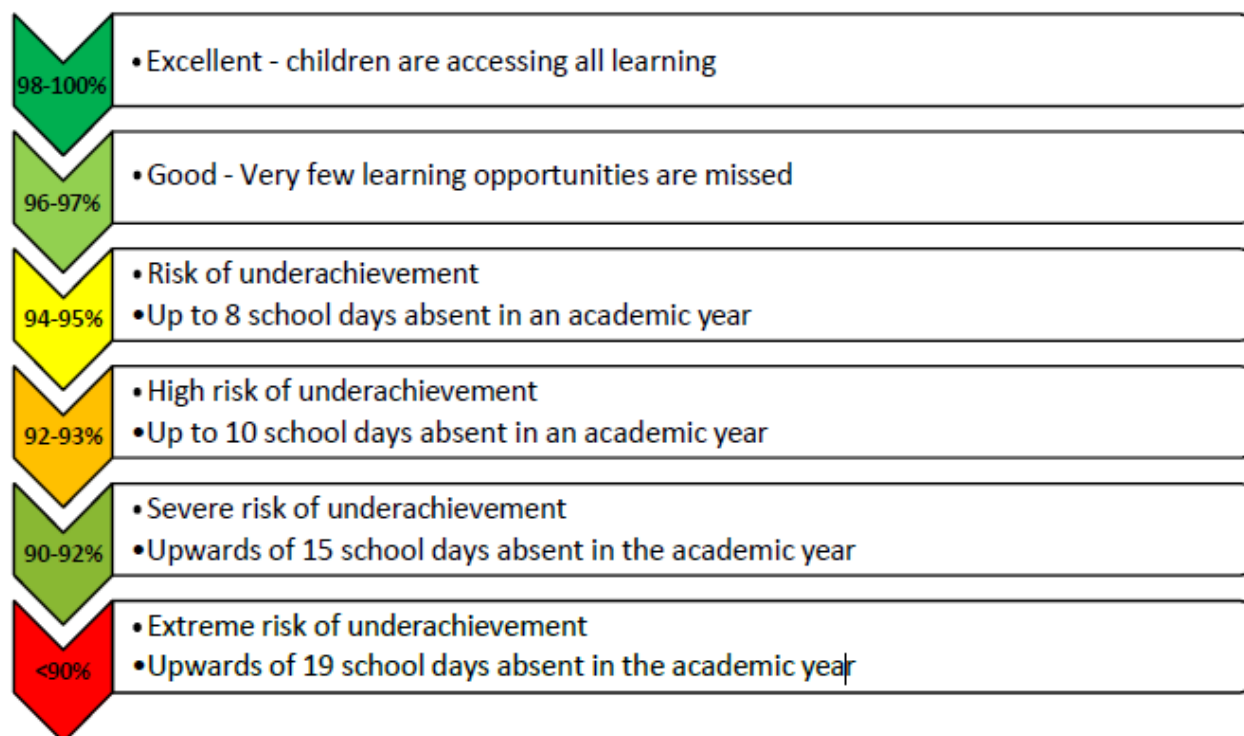 98-100%
• Excellent - children are accessing all learning
96-97%
• Good - Very few learning opportunities are missed
94-95%
• Risk of underachievement
•Up to 8 school days absent in an academic year
92-93%
• High risk of underachievement
•Up to 10 school days absent in an academic year
90-92%
• Severe risk of underachievement
•Upwards of 15 school days absent in the academic year
<90%
• Extreme risk of underachievement
•Upwards of 19 school days absent in the academic year